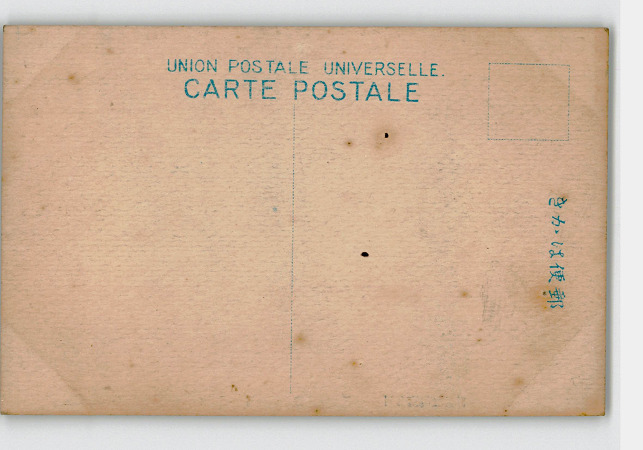 UNION POSTALE UNIVERSELLE.
CARTE POSTALE
郵便はかき